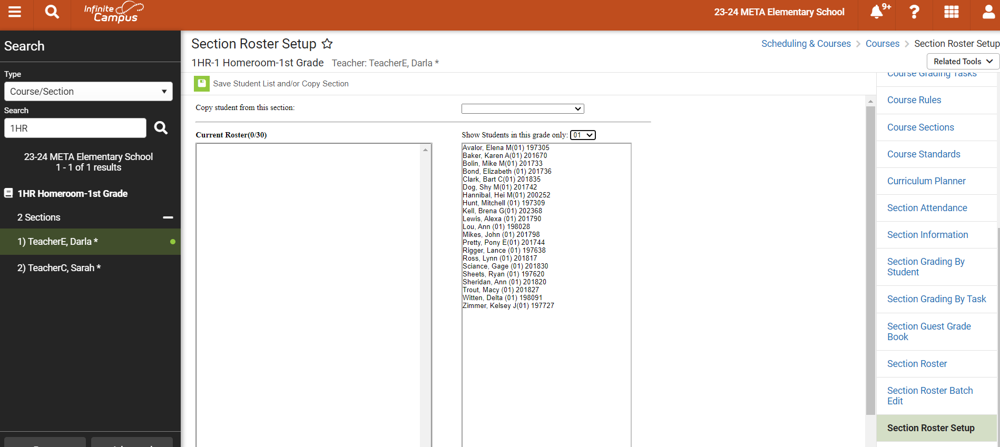 Infinite Campus
23-24 META Elementary School
9+
Search
Type
Course/Section
Search
1HR
23-24 META Elementary School
1 - 1 of 1 results
1HR Homeroom-1st Grade
2 Sections
1) TeacherE, Darla *
2) TeacherC, Sarah *
Section Roster Setup
Scheduling & Courses > Courses > Section Roster Setup
1HR-1 Homeroom-1st Grade Teacher: TeacherE, Darla *
Related Tools
Save Student List and/or Copy Section
Copy student from this section:
Current Roster(0/30)
Show Students in this grade only: 01
Avalor, Elena M(01) 197305
Baker, Karen A(01) 201670
Bolin, Mike M(01) 201733
Bond, Elizabeth (01) 201736
Clark, Bart C(01) 201835
Dog, Shy M(01) 201742
Hannibal, Hei M(01) 200252
Hunt, Mitchell (01) 197309
Kell, Brena G(01) 202368
Lewis, Alexa (01) 201790
Lou, Ann (01) 198028
Mikes, John (01) 201798
Pretty, Pony E(01) 201744
Rigger, Lance (01) 197638
Ross, Lynn (01) 201817
Sciance, Gage (01) 201830
Sheets, Ryan (01) 197620
Sheridan, Ann (01) 201820
Trout, Macy (01) 201827
Witten, Delta (01) 198091
Zimmer, Kelsey J(01) 197727
Course Grading Tasks
Course Rules
Course Sections
Course Standards
Curriculum Planner
Section Attendance
Section Information
Section Grading By
Student
Section Grading By Task
Section Guest Grade
Book
Section Roster
Section Roster Batch
Edit
Section Roster Setup